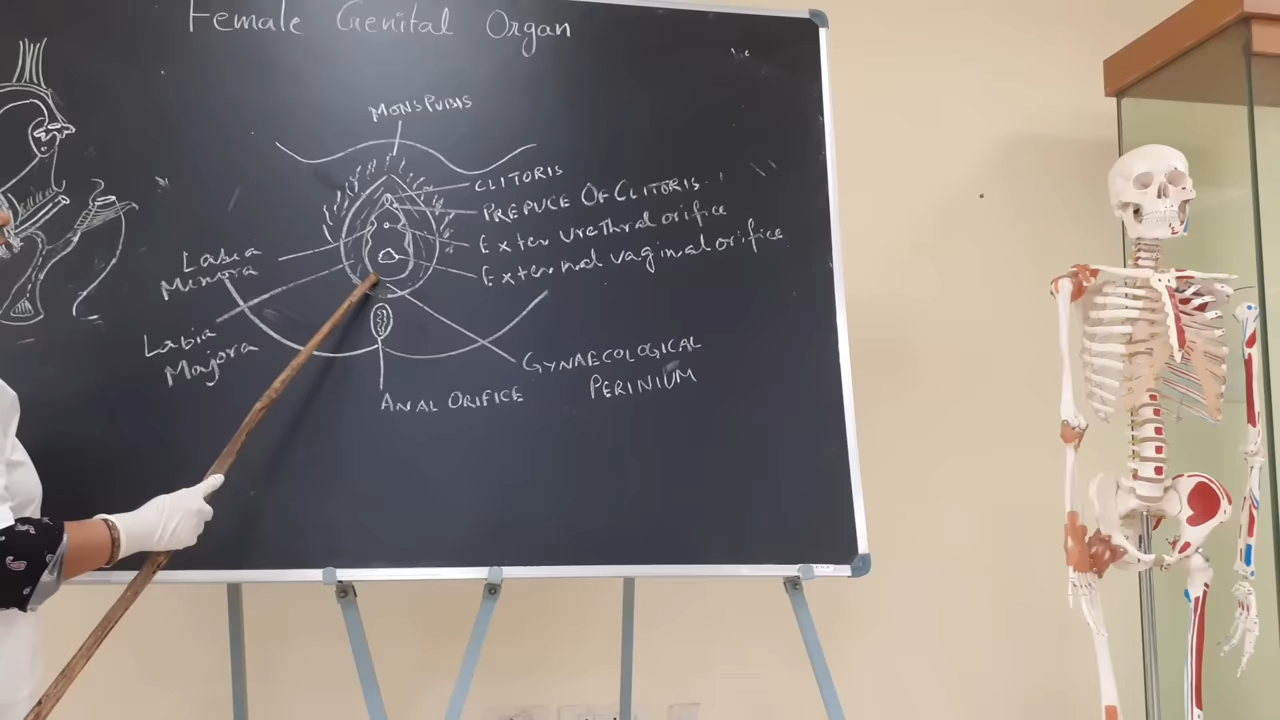 Female Genital Organ
MONS PUBIS
CLITORIS
PREPUCE OF CLITORIS
Exter urethral orifice
External vaginal orifice
Labia
Minora
Labia
Majora
GYNAECOLOGICAL
PERINIUM
ANAL ORIFICE